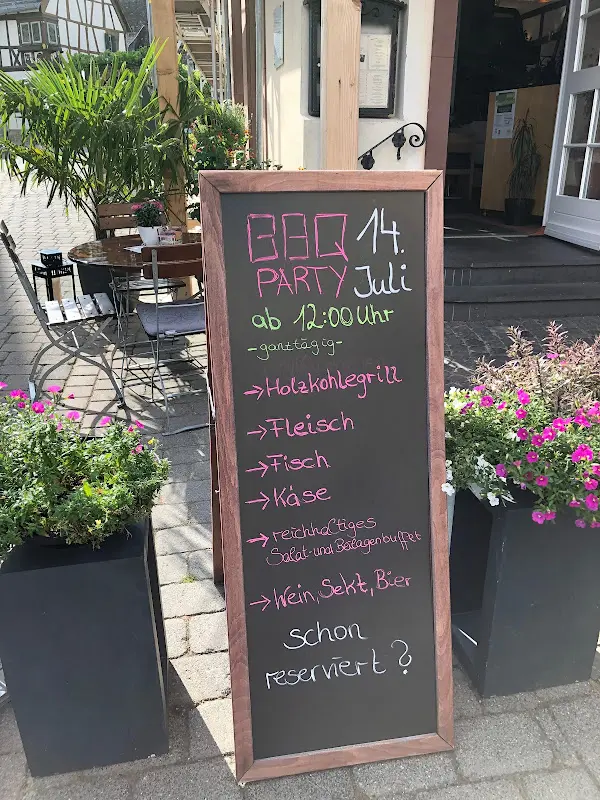 BBQ 14.
PARTY Juli
ab 12:00 Uhr
-ganztägig-
→Holzkohlegrill
→Fleisch
→Fisch
→Käse
→reichhaltiges
Salat-und Beilagenbuffet
→Wein, Sekt, Bier
schon
reserviert?